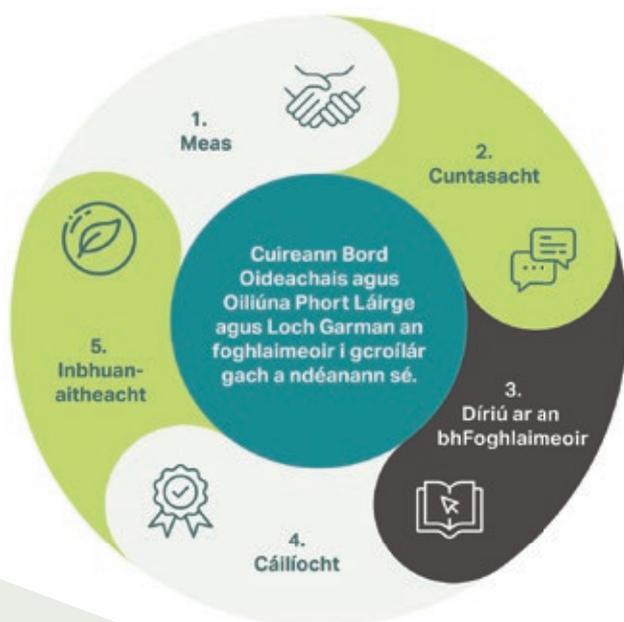 1.
Meas
2.
Cuntasacht
Cuireann Bord
Oideachais agus
Oiliúna Phort Láirge
agus Loch Garman an
foghlaimeoir i gcroílár
gach a ndéanann sé.
3.
Díriú ar an
bhFoghlaimeoir
4.
Cáilíocht
5.
Inbhuan-
aitheacht